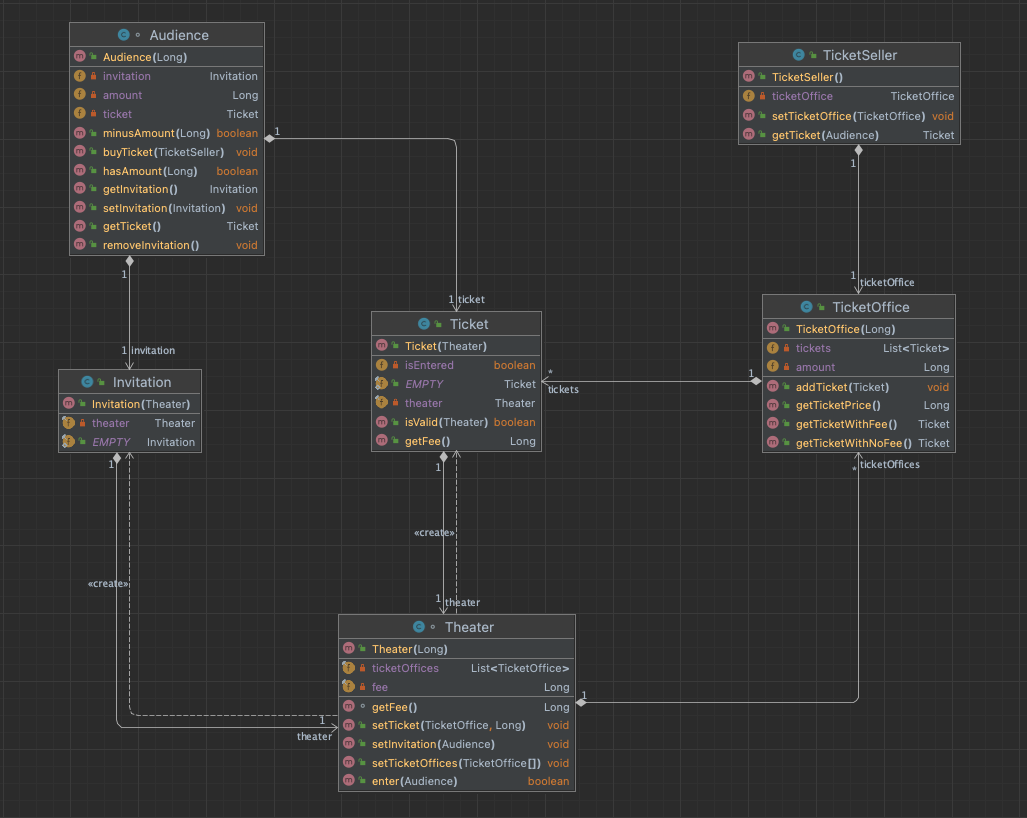 Audience
Audience(Long)
invitation Invitation
amount Long
ticket Ticket
minusAmount(Long) boolean
buyTicket(TicketSeller) void
hasAmount(Long) boolean
getInvitation() Invitation
setInvitation(Invitation) void
getTicket() Ticket
removeInvitation() void
1
1
TicketSeller
TicketSeller()
ticketOffice TicketOffice
setTicketOffice(TicketOffice) void
getTicket(Audience) Ticket
1
1 ticketOffice
1 ticket
1 invitation
TicketOffice
TicketOffice(Long)
tickets List<Ticket>
amount Long
addTicket(Ticket) void
getTicketPrice() Long
getTicketWithFee() Ticket
getTicketWithNoFee() Ticket
* ticketOffices
Ticket
Ticket(Theater)
isEntered boolean
EMPTY Ticket
theater Theater
isValid(Theater) boolean
getFee() Long
*
tickets
1
1
Invitation
Invitation(Theater)
theater Theater
EMPTY Invitation
1
«create»
«create»
1 theater
Theater
Theater(Long)
ticketOffices List<TicketOffice>
fee Long
getFee() Long
setTicket(TicketOffice, Long) void
setInvitation(Audience) void
setTicketOffices(TicketOffice[]) void
enter(Audience) boolean
1
1
theater